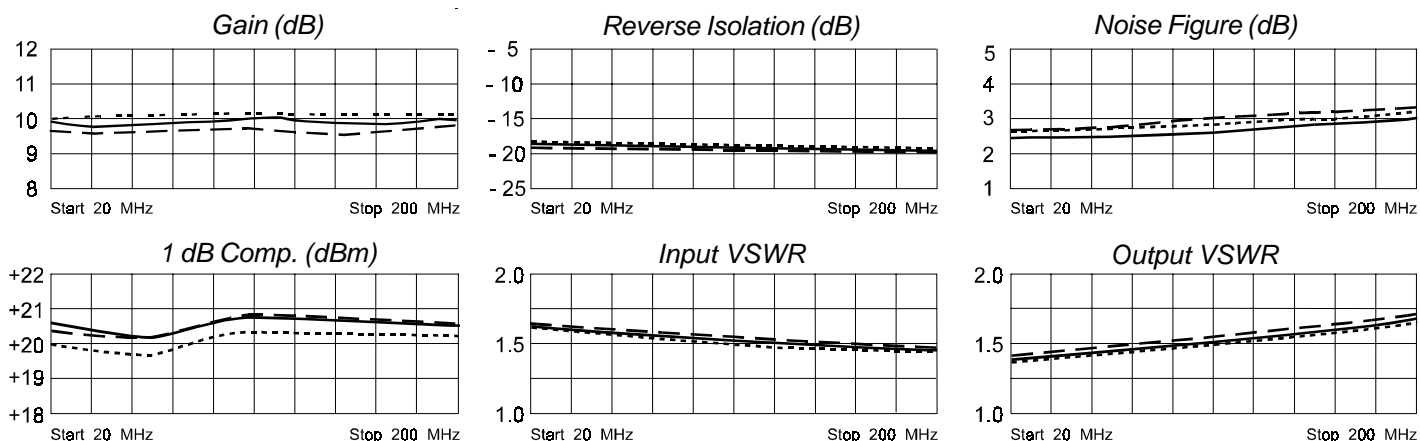 Gain (dB)
12
11
10
9
8
Start 20 MHz Stop 200 MHz
Reverse Isolation (dB)
- 5
- 10
- 15
- 20
- 25
Start 20 MHz Stop 200 MHz
Noise Figure (dB)
5
4
3
2
1
Start 20 MHz Stop 200 MHz
1 dB Comp. (dBm)
+22
+21
+20
+19
+18
Start 20 MHz Stop 200 MHz
Input VSWR
2.0
1.5
1.0
Start 20 MHz Stop 200 MHz
Output VSWR
2.0
1.5
1.0
Start 20 MHz Stop 200 MHz